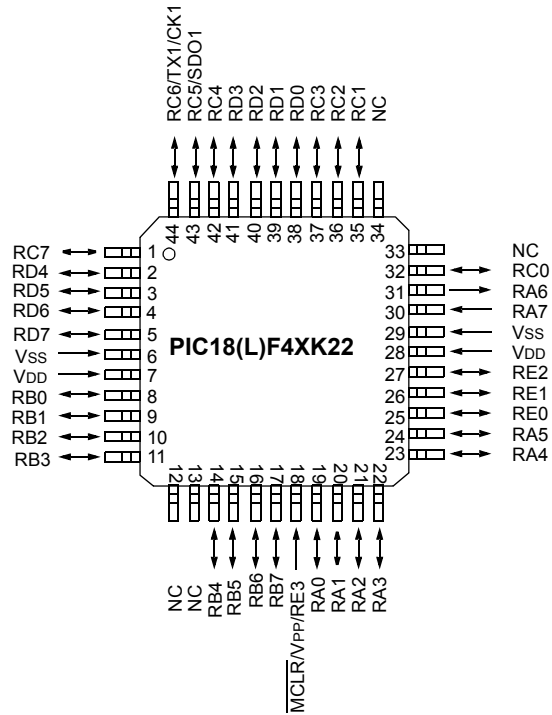 RC6/TX1/CK1
RC5/SDO1
RC4
RD3
RD2
RD1
RD0
RC3
RC2
RC1
NC
44
43
42
41
40
39
38
37
36
35
34
RC7
RD4
RD5
RD6
RD7
VSS
VDD
RB0
RB1
RB2
RB3
1
2
3
4
5
6
7
8
9
10
11
PIC18(L)F4XK22
33
32
31
30
29
28
27
26
25
24
23
NC
RC0
RA6
RA7
VSS
VDD
RE2
RE1
RE0
RA5
RA4
12
13
14
15
16
17
18
19
20
21
22
NC
NC
RB4
RB5
RB6
RB7
MCLR/VPP/RE3
RA0
RA1
RA2
RA3